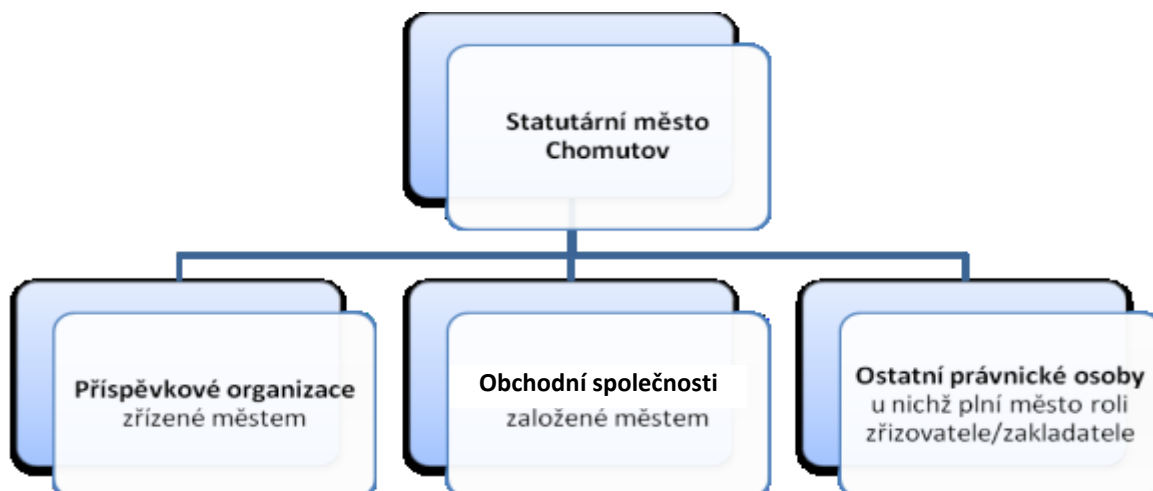 Statutární město
Chomutov
Příspěvkové organizace
zřízené městem
Obchodní společnosti
založené městem
Ostatní právnické osoby
u nichž plní město roli
zřizovatele/zakladatele